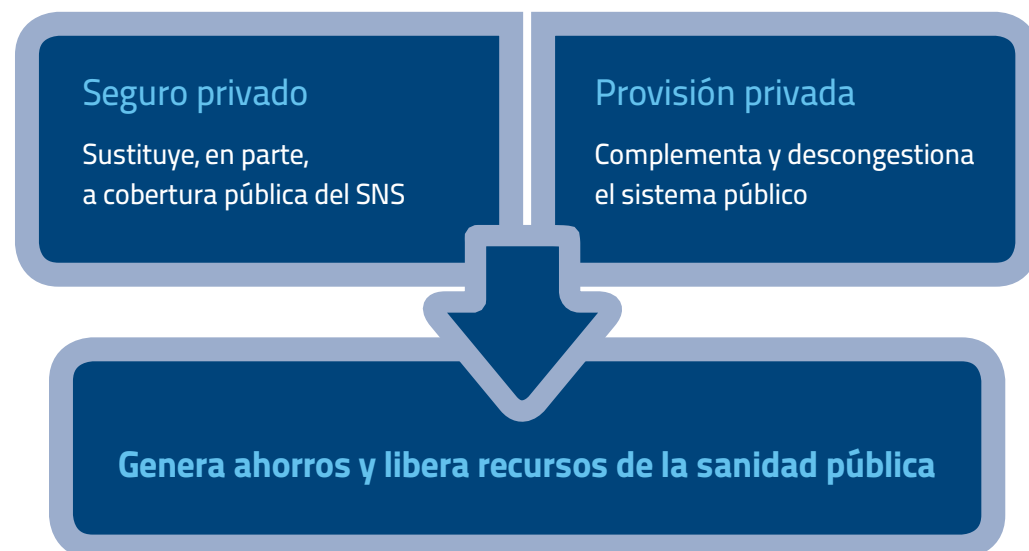 Seguro privado
Sustituye, en parte,
a cobertura pública del SNS
Provisión privada
Complementa y descongestiona
el sistema público
Genera ahorros y libera recursos de la sanidad pública